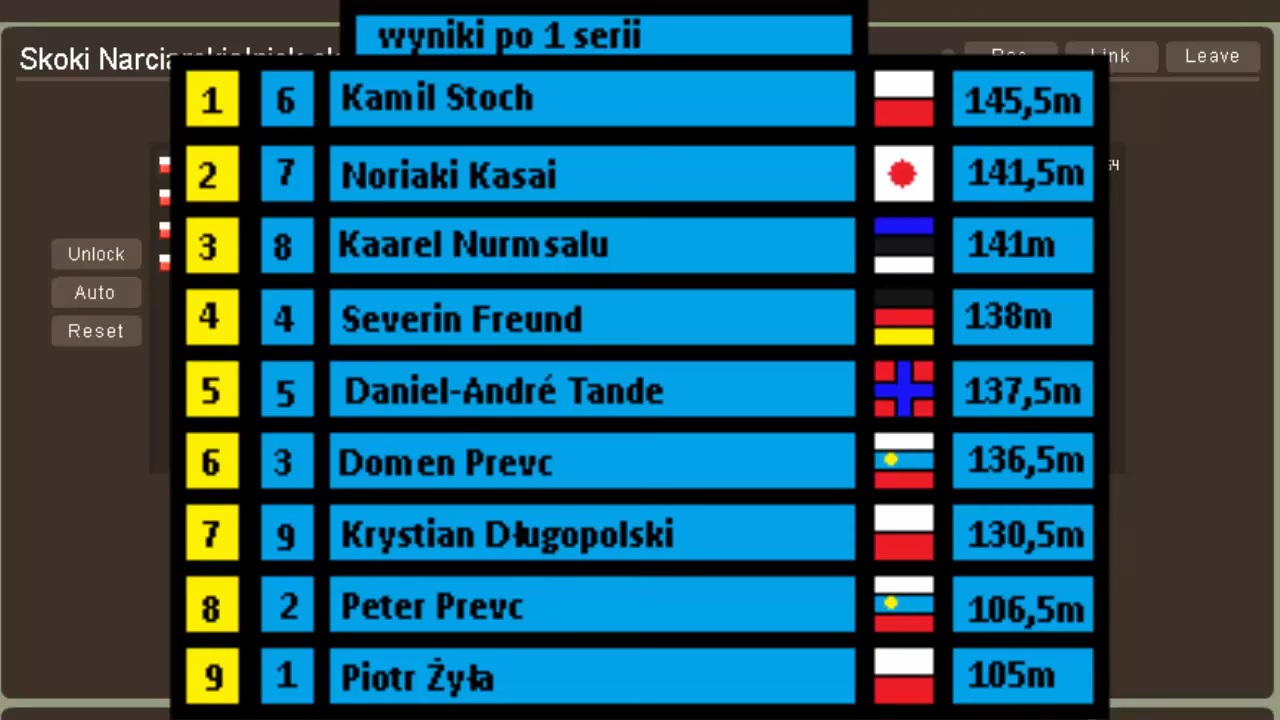 wyniki po 1 serii
Skoki Narciarskie
Link
Leave
1 6 Kamil Stoch 145,5m
2 7 Noriaki Kasai 141,5m
3 8 Kaarel Nurmsalu 141m
Unlock
4 4 Severin Freund 138m
Auto
Reset
5 5 Daniel-André Tande 137,5m
6 3 Domen Prevc 136,5m
7 9 Krystian Długopolski 130,5m
8 2 Peter Prevc 106,5m
9 1 Piotr Żyła 105m